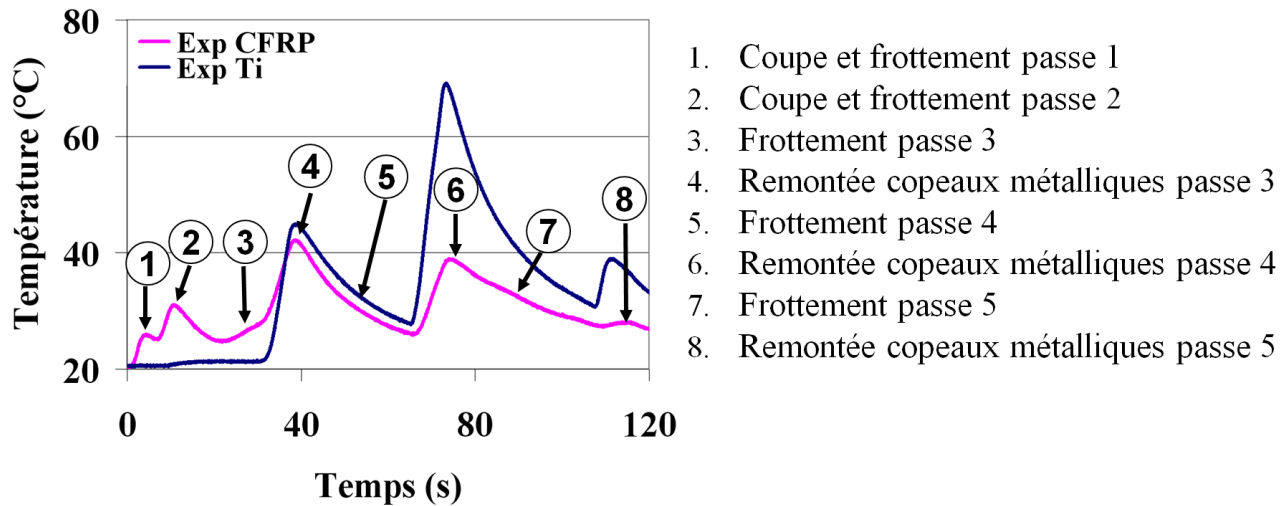 80
60
40
20
Température (°C)
Exp CFRP
Exp Ti
1
2
3
4
5
6
7
8
0
40
80
120
Temps (s)
1. Coupe et frottement passe 1
2. Coupe et frottement passe 2
3. Frottement passe 3
4. Remontée copeaux métalliques passe 3
5. Frottement passe 4
6. Remontée copeaux métalliques passe 4
7. Frottement passe 5
8. Remontée copeaux métalliques passe 5